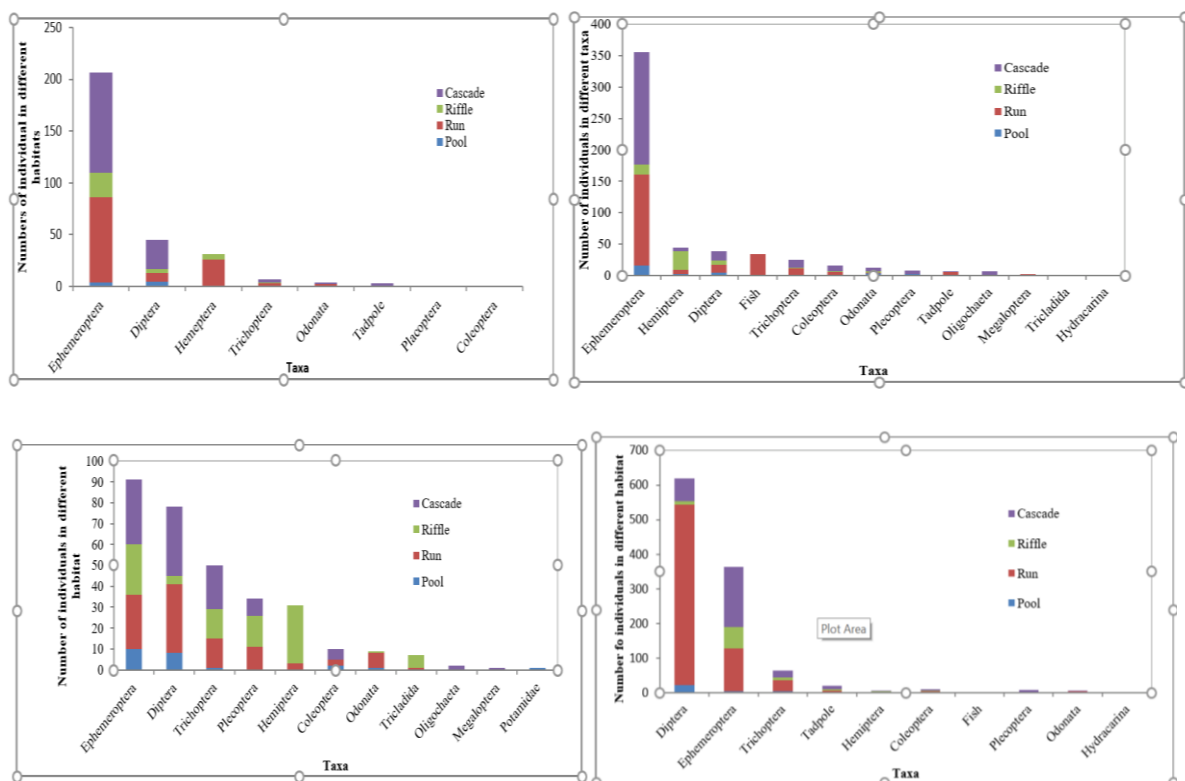 250
200
150
100
50
0
Numbers of individual in different
habitats
Cascade
Riffle
Run
Pool
Ephemeroptera
Diptera
Hemeptera
Trichoptera
Odonata
Tadpole
Placoptera
Coleoptera
Taxa
400
350
300
250
200
150
100
50
0
Number of individuals in different taxa
Cascade
Riffle
Run
Pool
Ephemeroptera
Hemiptera
Diptera
Fish
Trichoptera
Coleoptera
Odonata
Plecoptera
Tadpole
Oligochaeta
Megaloptera
Tricladida
Hydracarina
Taxa
100
90
80
70
60
50
40
30
20
10
0
Number of individuals in different
habitat
Cascade
Riffle
Run
Pool
Ephemeroptera
Diptera
Trichoptera
Plecoptera
Hemiptera
Coleoptera
Odonata
Tricladida
Oligochaeta
Megaloptera
Potamidae
Taxa
700
600
500
400
300
200
100
0
Number fo individuals in different habitat
Cascade
Riffle
Run
Pool
Plot Area
Diptera
Ephemeroptera
Trichoptera
Tadpole
Hemiptera
Coleoptera
Fish
Plecoptera
Odonata
Hydracarina
Taxa